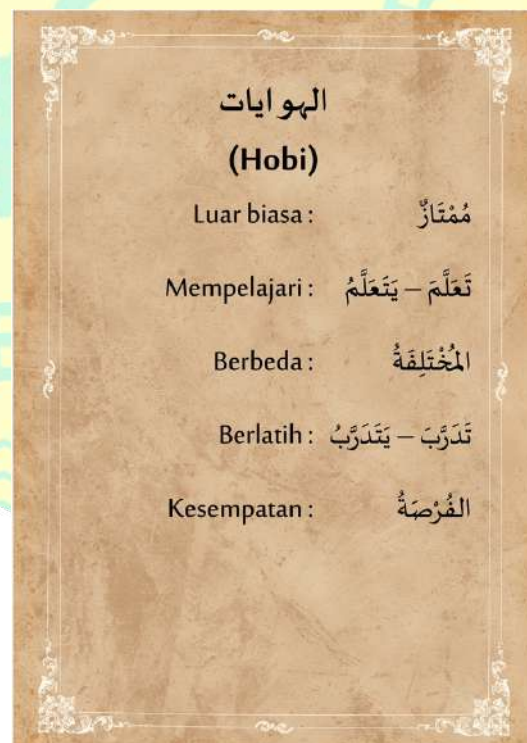 الهوايات
(Hobi)
مُمْتَازٌ : Luar biasa
تَعَلَّمَ – يَتَعَلَّمُ : Mempelajari
المُخْتَلِفَةُ : Berbeda
تَدَرَّبَ – يَتَدَرَّبُ : Berlatih
الفُرْصَةُ : Kesempatan